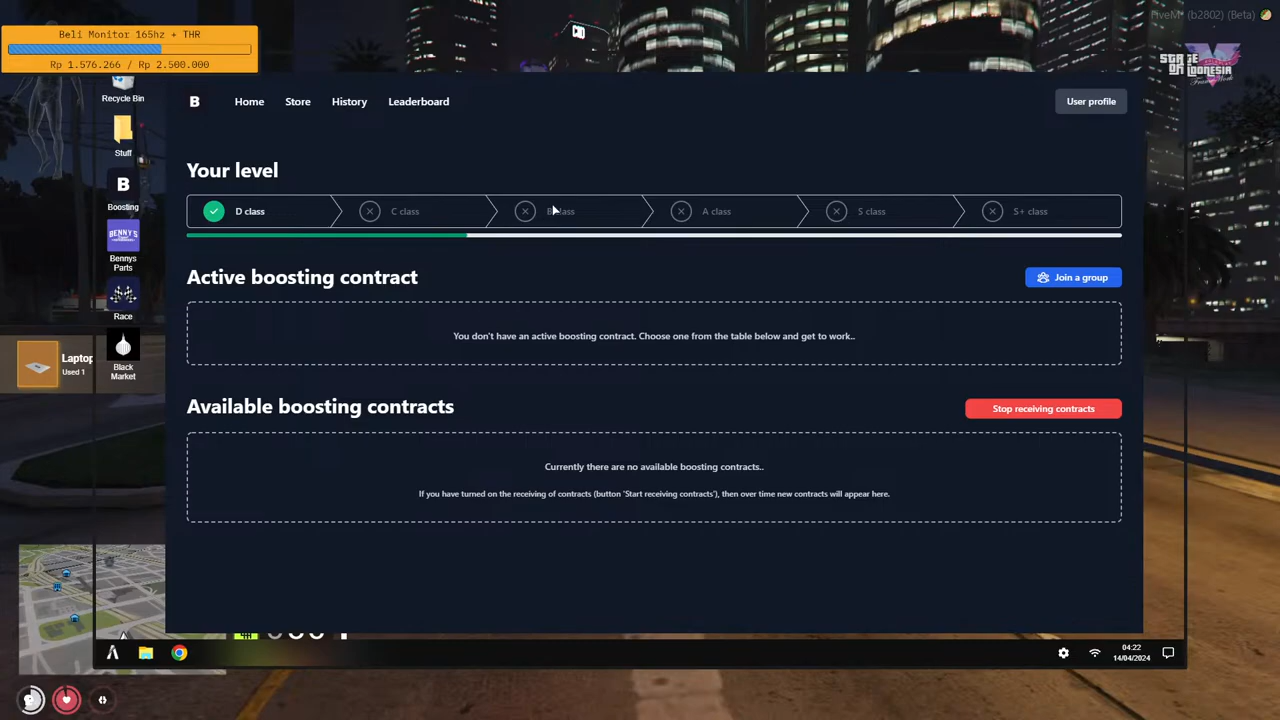 Beli Monitor 165hz + THR
Rp 1.576.266 / Rp 2.500.000
FiveM® (b2802) (Beta)
Recycle Bin
Stuff
B
Boosting
BENNY'S
Bennys
Parts
Race
Black
Market
Laptop
Used 1
B
Home
Store
History
Leaderboard
User profile
Your level
D class
C class
A class
S class
S+ class
Active boosting contract
Join a group
You don't have an active boosting contract. Choose one from the table below and get to work..
Available boosting contracts
Stop receiving contracts
Currently there are no available boosting contracts..
If you have turned on the receiving of contracts (button 'Start receiving contracts'), then over time new contracts will appear here.
04:22
14/04/2024